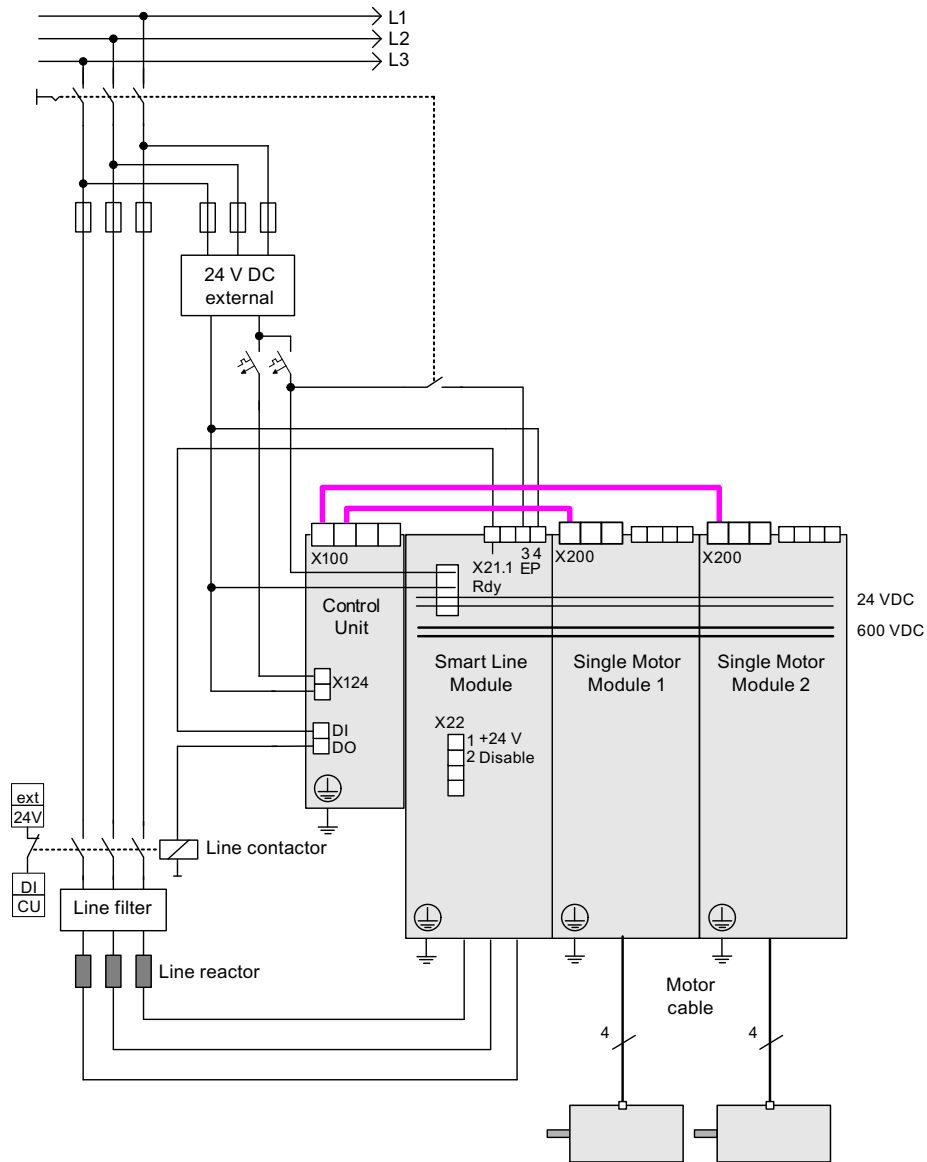 L1
L2
L3
24 V DC
external
X100
X21.1
Rdy
3 4
EP
X200
X200
24 VDC
600 VDC
Control
Unit
Smart Line
Module
Single Motor
Module 1
Single Motor
Module 2
X124
X22
1 +24 V
2 Disable
DI
DO
ext
24V
Line contactor
DI
CU
Line filter
Line reactor
Motor
cable
4
4